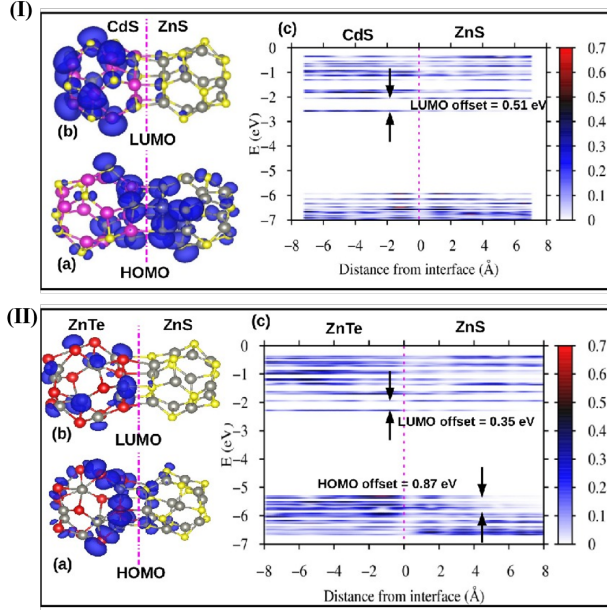 (I)
CdS ZnS
(b)
LUMO
(a)
HOMO
(c)
CdS ZnS
0
−1
−2
−3
−4
−5
−6
−7
E (eV)
LUMO offset = 0.51 eV
−8 −6 −4 −2 0 2 4 6 8
Distance from interface (Å)
0.7
0.6
0.5
0.4
0.3
0.2
0.1
0
(II)
ZnTe ZnS
(b)
LUMO
(a)
HOMO
(c)
ZnTe ZnS
0
−1
−2
−3
−4
−5
−6
−7
E (eV)
LUMO offset = 0.35 eV
HOMO offset = 0.87 eV
−8 −6 −4 −2 0 2 4 6 8
Distance from interface (Å)
0.7
0.6
0.5
0.4
0.3
0.2
0.1
0